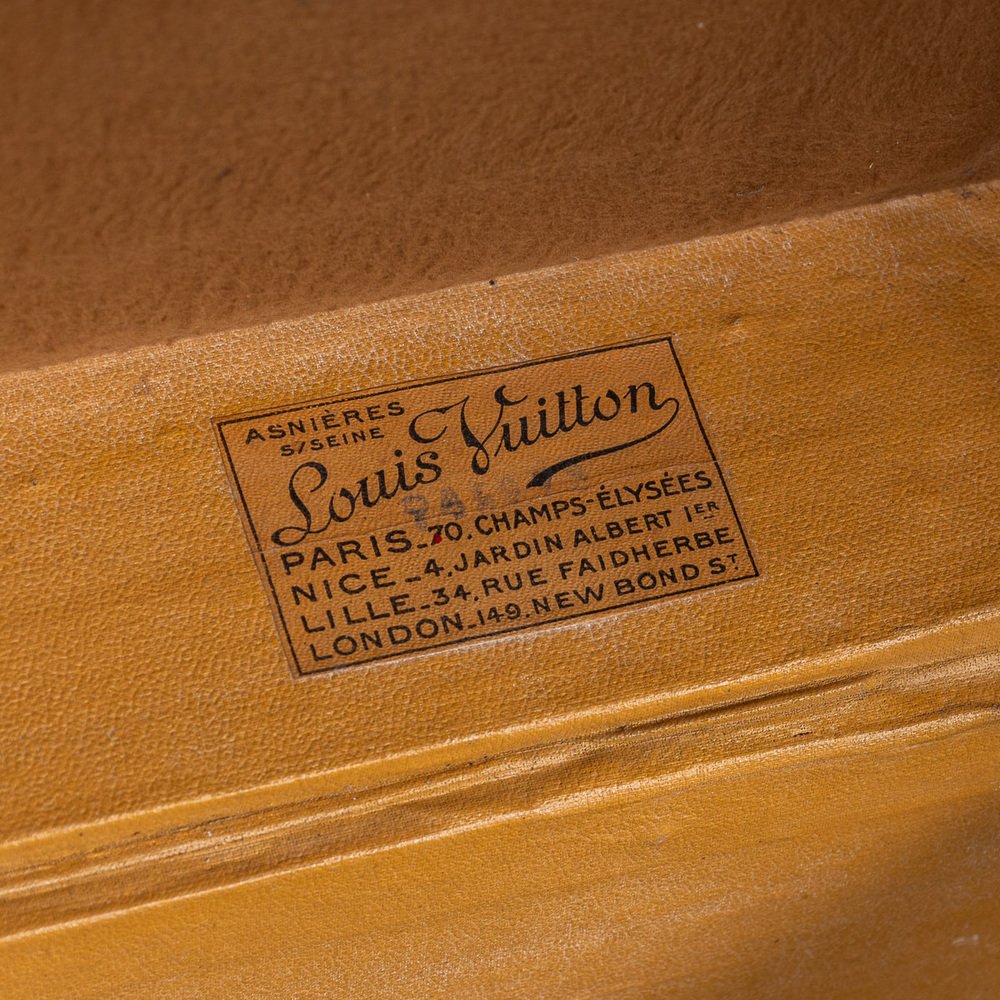 ASNIÈRES
S/SEINE
Louis Vuitton
PARIS_70.CHAMPS-ÉLYSÉES
NICE_4.JARDIN ALBERT IER
LILLE_34.RUE FAIDHERBE
LONDON_149.NEW BOND ST